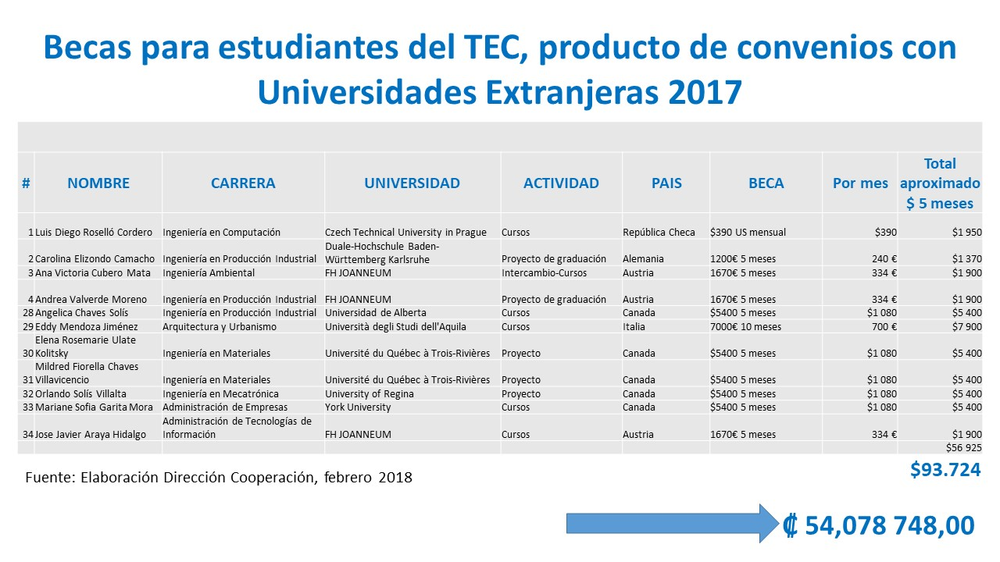 Becas para estudiantes del TEC, producto de convenios con
Universidades Extranjeras 2017
# NOMBRE CARRERA UNIVERSIDAD ACTIVIDAD PAIS BECA Por mes Total aproximado $ 5 meses
1 Luis Diego Roselló Cordero Ingeniería en Computación Czech Technical University in Prague Cursos República Checa $390 US mensual $390 $1 950
2 Carolina Elizondo Camacho Ingeniería en Producción Industrial Duale-Hochschule Baden-Württemberg Karlsruhe Proyecto de graduación Alemania 1200€ 5 meses 240 € $1 370
3 Ana Victoria Cubero Mata Ingeniería Ambiental FH JOANNEUM Intercambio-Cursos Austria 1670€ 5 meses 334 € $1 900
4 Andrea Valverde Moreno Ingeniería en Producción Industrial FH JOANNEUM Proyecto de graduación Austria 1670€ 5 meses 334 € $1 900
28 Angelica Chaves Solís Ingeniería en Producción Industrial Universidad de Alberta Cursos Canada $5400 5 meses $1 080 $5 400
29 Eddy Mendoza Jiménez Arquitectura y Urbanismo Università degli Studi dell'Aquila Cursos Italia 7000€ 10 meses 700 € $7 900
30 Elena Rosemarie Ulate Kolitsky Ingeniería en Materiales Université du Québec à Trois-Rivières Proyecto Canada $5400 5 meses $1 080 $5 400
31 Mildred Fiorella Chaves Villavicencio Ingeniería en Materiales Université du Québec à Trois-Rivières Proyecto Canada $5400 5 meses $1 080 $5 400
32 Orlando Solís Villalta Ingeniería en Mecatrónica University of Regina Proyecto Canada $5400 5 meses $1 080 $5 400
33 Mariane Sofia Garita Mora Administración de Empresas York University Cursos Canada $5400 5 meses $1 080 $5 400
34 Jose Javier Araya Hidalgo Administración de Tecnologías de Información FH JOANNEUM Cursos Austria 1670€ 5 meses 334 € $1 900
$56 925
$93.724
Fuente: Elaboración Dirección Cooperación, febrero 2018
₡ 54,078 748,00